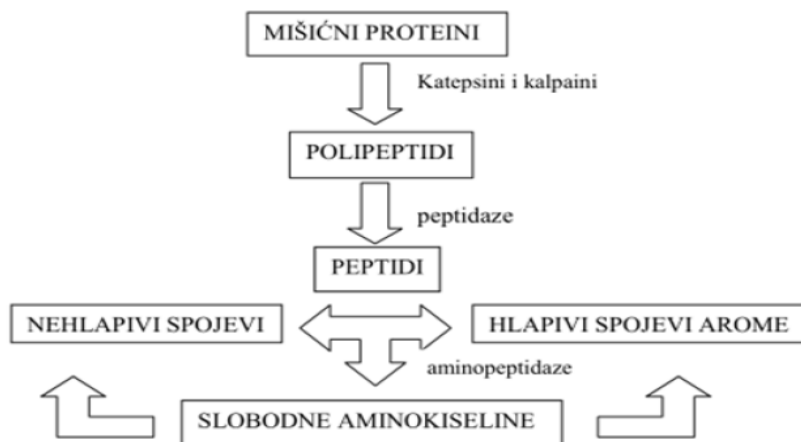 MIŠIĆNI PROTEINI
Katepsini i kalpaini
POLIPEPTIDI
peptidaze
PEPTIDI
NEHLAPIVI SPOJEVI
HLAPIVI SPOJEVI AROME
aminopeptidaze
SLOBODNE AMINOKISELINE